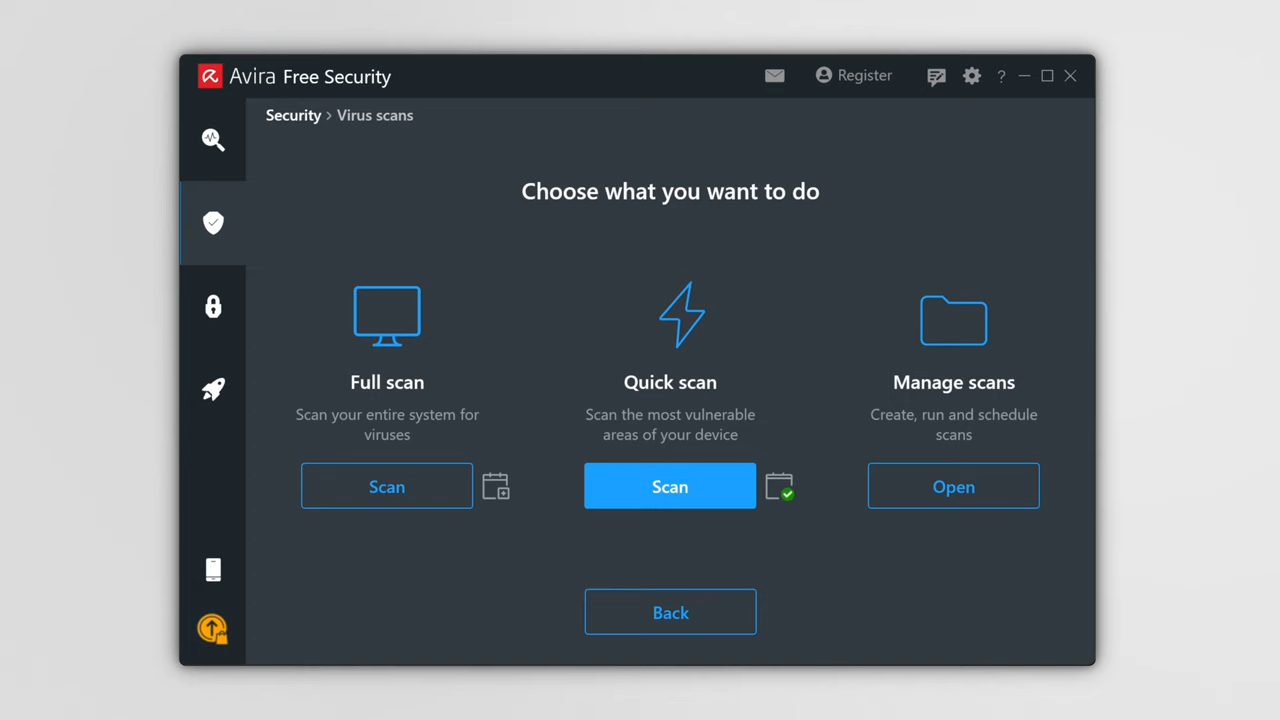 Avira Free Security
Register
?
Security > Virus scans
Choose what you want to do
Full scan
Scan your entire system for
viruses
Scan
Quick scan
Scan the most vulnerable
areas of your device
Scan
Manage scans
Create, run and schedule
scans
Open
Back